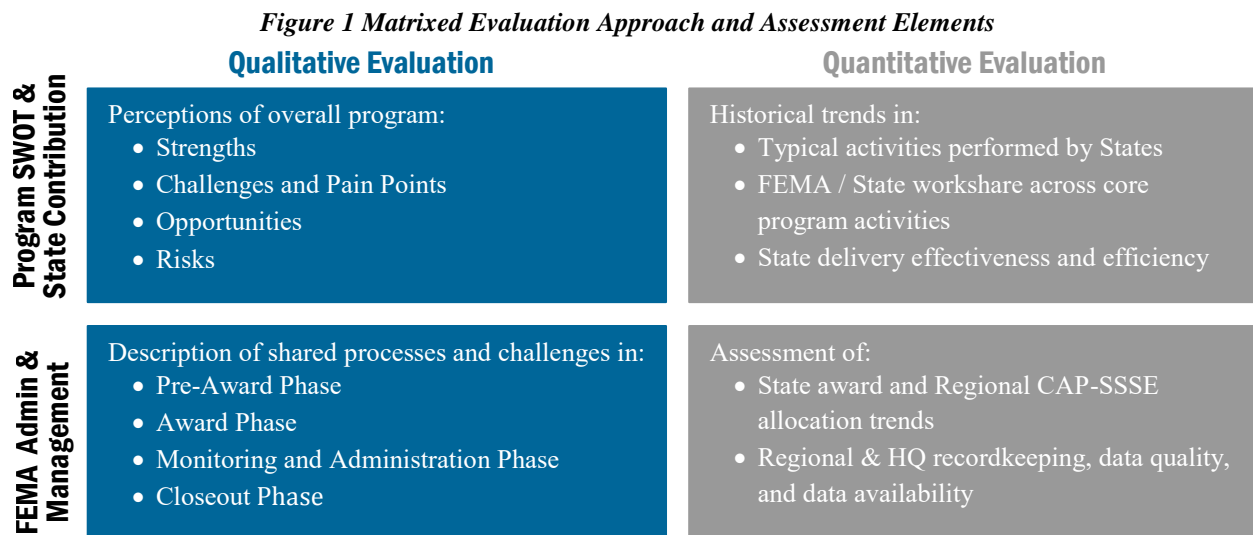 Figure 1 Matrixed Evaluation Approach and Assessment Elements
Qualitative Evaluation
Quantitative Evaluation
Program SWOT &
State Contribution
Perceptions of overall program:
• Strengths
• Challenges and Pain Points
• Opportunities
• Risks
Historical trends in:
• Typical activities performed by States
• FEMA / State workshare across core
program activities
• State delivery effectiveness and efficiency
FEMA Admin &
Management
Description of shared processes and challenges in:
• Pre-Award Phase
• Award Phase
• Monitoring and Administration Phase
• Closeout Phase
Assessment of:
• State award and Regional CAP-SSSE
allocation trends
• Regional & HQ recordkeeping, data quality,
and data availability